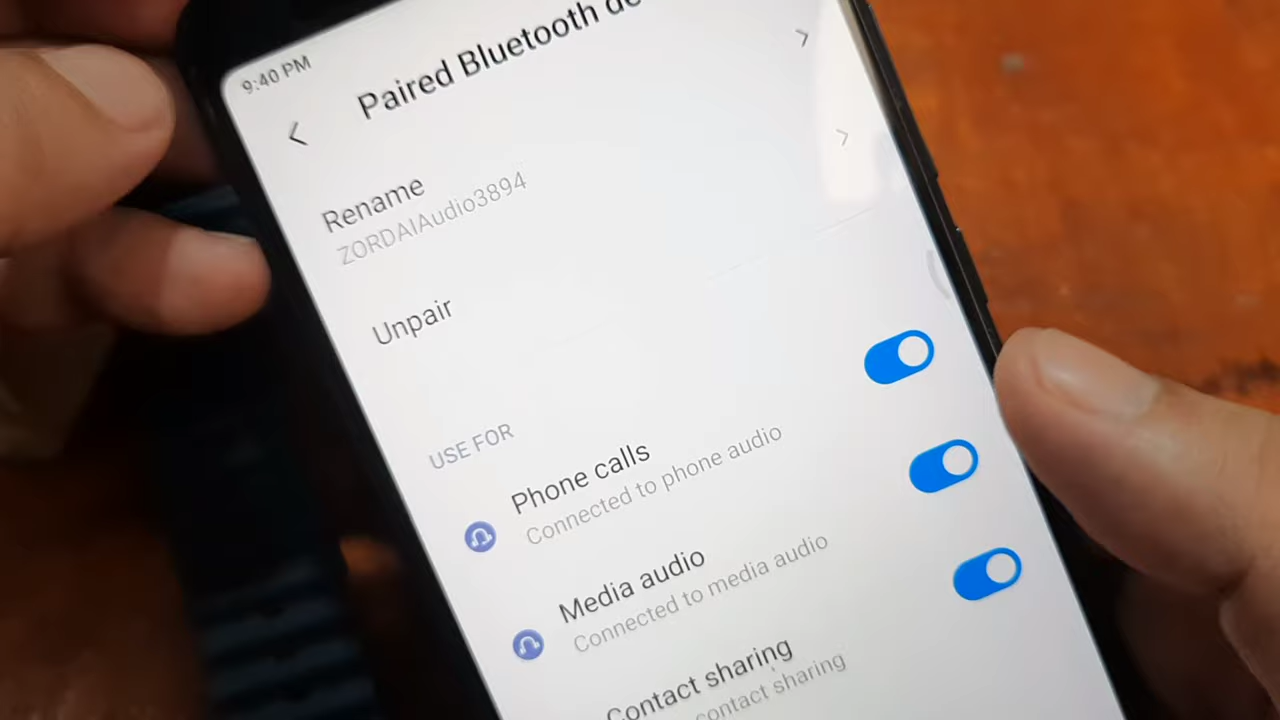 9:40 PM
Paired Bluetooth de
Rename
ZORDAIAudio3894
Unpair
USE FOR
Phone calls
Connected to phone audio
Media audio
Connected to media audio
Contact sharing
contact sharing